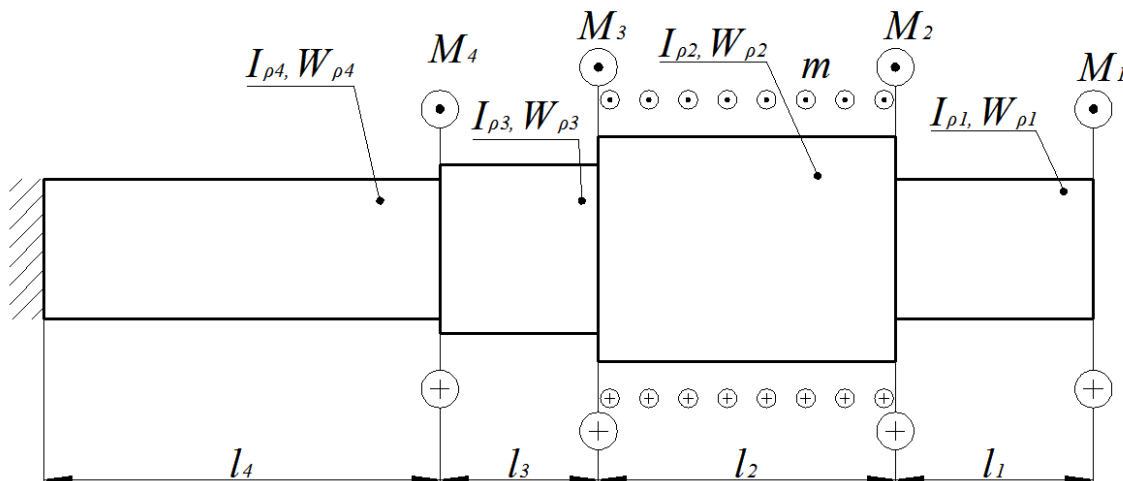 M₄
M₃
M₂
M₁
m
Iρ4, Wρ4
Iρ3, Wρ3
Iρ2, Wρ2
Iρ1, Wρ1
l₄
l₃
l₂
l₁